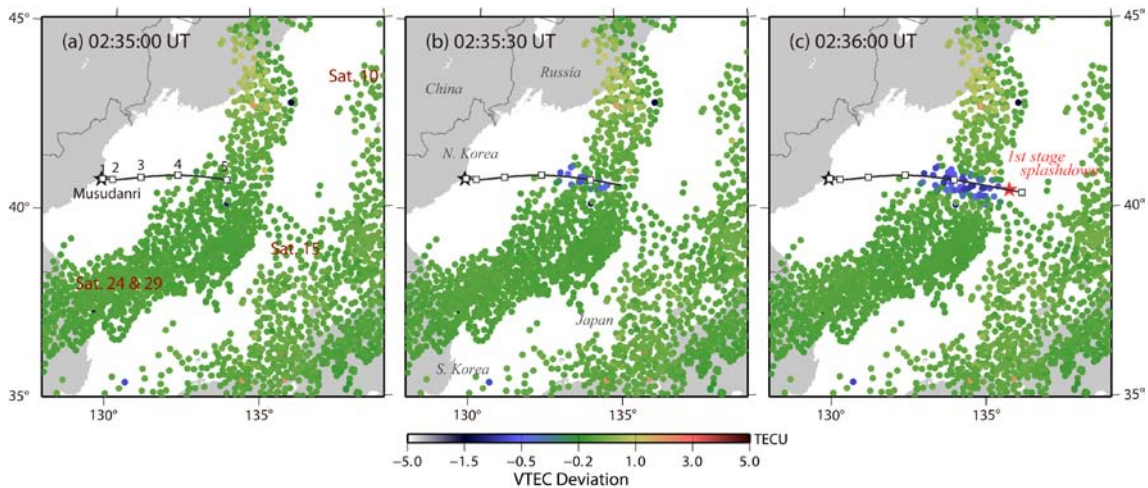 45°
(a) 02:35:00 UT
(b) 02:35:30 UT
(c) 02:36:00 UT
45°
Sat. 10
Russia
China
N. Korea
1 2 3 4 5
Musudanri
1st stage
splashdown
40°
40°
Sat. 15
Sat. 24 & 29
Japan
S. Korea
35°
35°
130° 135° 130° 135° 130° 135°
TECU
−5.0 −1.5 −0.5 −0.2 1.0 3.0 5.0
VTEC Deviation